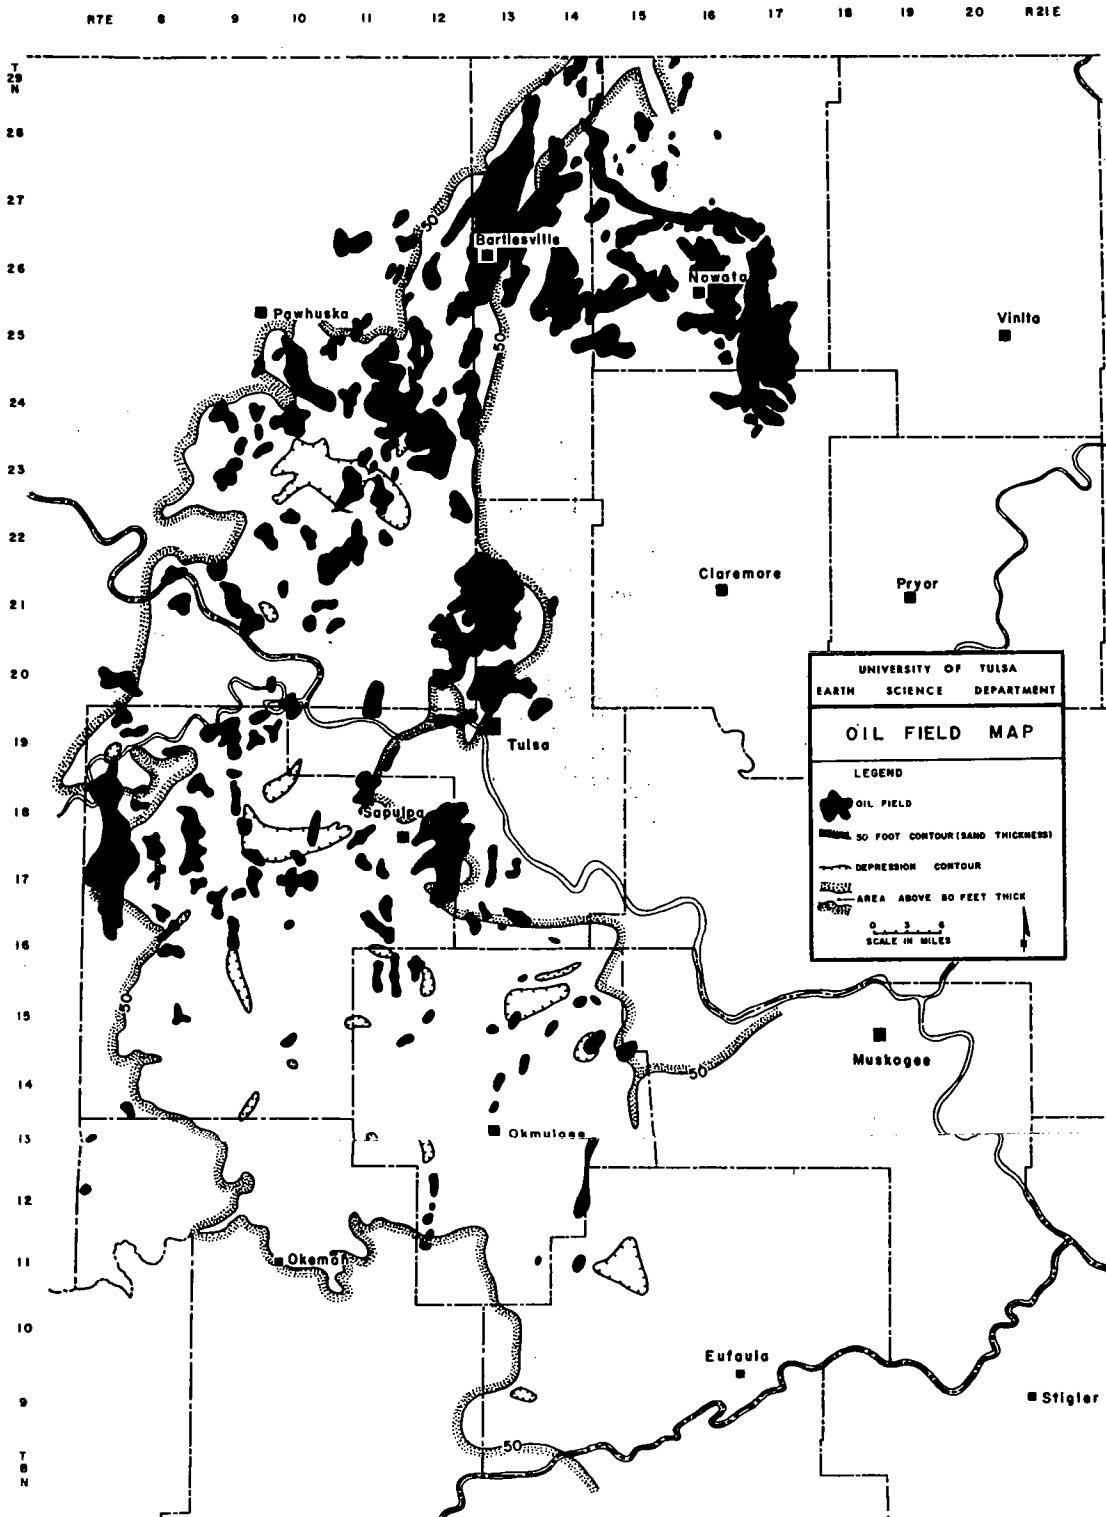 R7E 8 9 10 11 12 13 14 15 16 17 18 19 20 R21E
T
29
N
28
27
50
Bartlesville
26
Nowata
Pawhuska
Vinita
25
50
24
23
22
Claremore
Pryor
21
20
UNIVERSITY OF TULSA
EARTH SCIENCE DEPARTMENT
19
Tulsa
OIL FIELD MAP
LEGEND
18
OIL FIELD
Sapulpa
50 FOOT CONTOUR (SAND THICKNESS)
DEPRESSION CONTOUR
17
AREA ABOVE 50 FEET THICK
0 3 6
SCALE IN MILES
16
50
15
Muskogee
50
14
Okmulgee
13
12
Okemah
11
10
Eufaula
9
Stigler
50
T
8
N